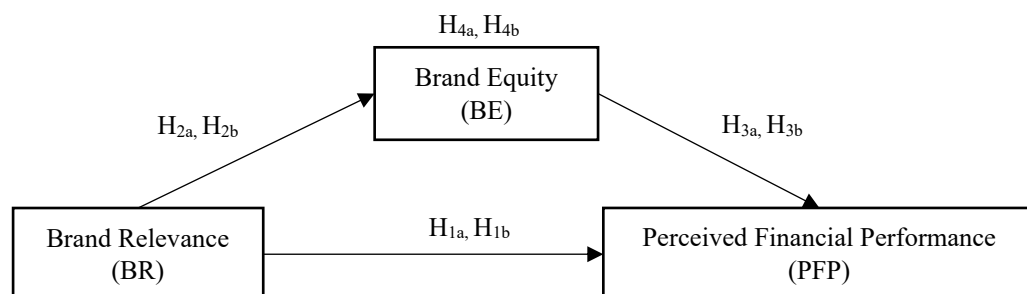 H4a, H4b
Brand Equity
(BE)
H2a, H2b
H3a, H3b
H1a, H1b
Brand Relevance
(BR)
Perceived Financial Performance
(PFP)